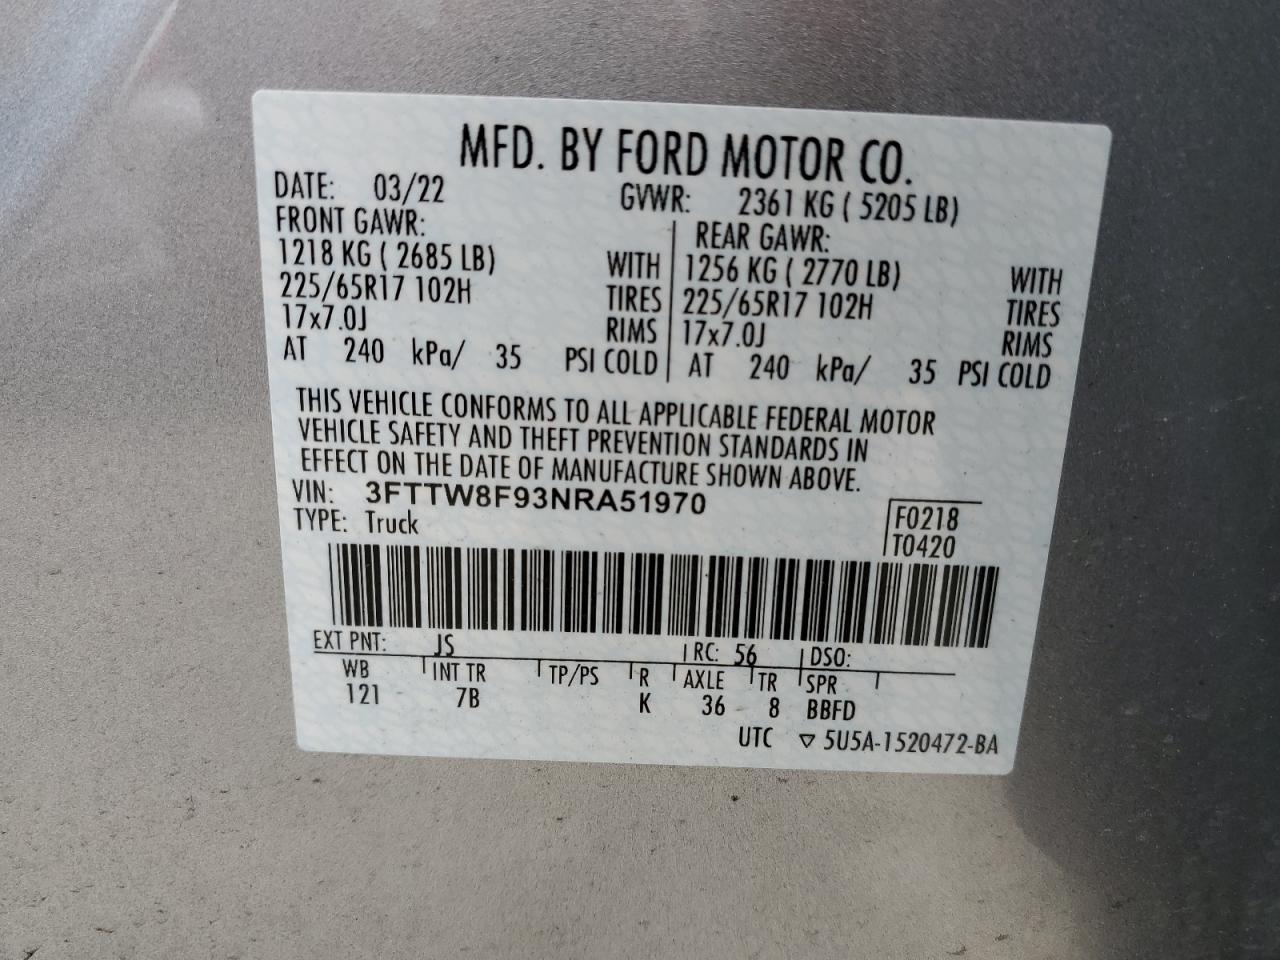 MFD. BY FORD MOTOR CO.
DATE: 03/22 GVWR: 2361 KG ( 5205 LB)
FRONT GAWR: REAR GAWR:
1218 KG ( 2685 LB) WITH 1256 KG ( 2770 LB) WITH
225/65R17 102H TIRES 225/65R17 102H TIRES
17x7.0J RIMS 17x7.0J RIMS
AT 240 kPa/ 35 PSI COLD AT 240 kPa/ 35 PSI COLD
THIS VEHICLE CONFORMS TO ALL APPLICABLE FEDERAL MOTOR
VEHICLE SAFETY AND THEFT PREVENTION STANDARDS IN
EFFECT ON THE DATE OF MANUFACTURE SHOWN ABOVE.
VIN: 3FTTW8F93NRA51970
TYPE: Truck
F0218
T0420
EXT PNT: JS RC: 56 DSO:
WB INT TR TP/PS R AXLE TR SPR
121 7B K 36 8 BBFD
UTC ▽ 5U5A-1520472-BA